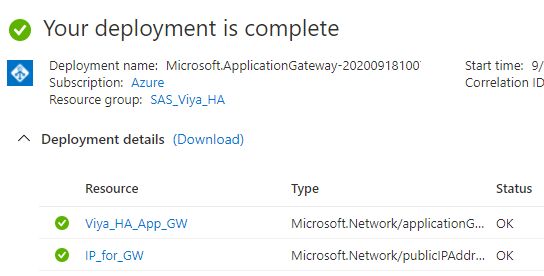 Your deployment is complete
Deployment name: Microsoft.ApplicationGateway-20200918100 Start time: 9/
Subscription: Azure Correlation ID
Resource group: SAS_Viya_HA
Deployment details (Download)
Resource Type Status
Viya_HA_App_GW Microsoft.Network/applicationG... OK
IP_for_GW Microsoft.Network/publicIPAddr... OK